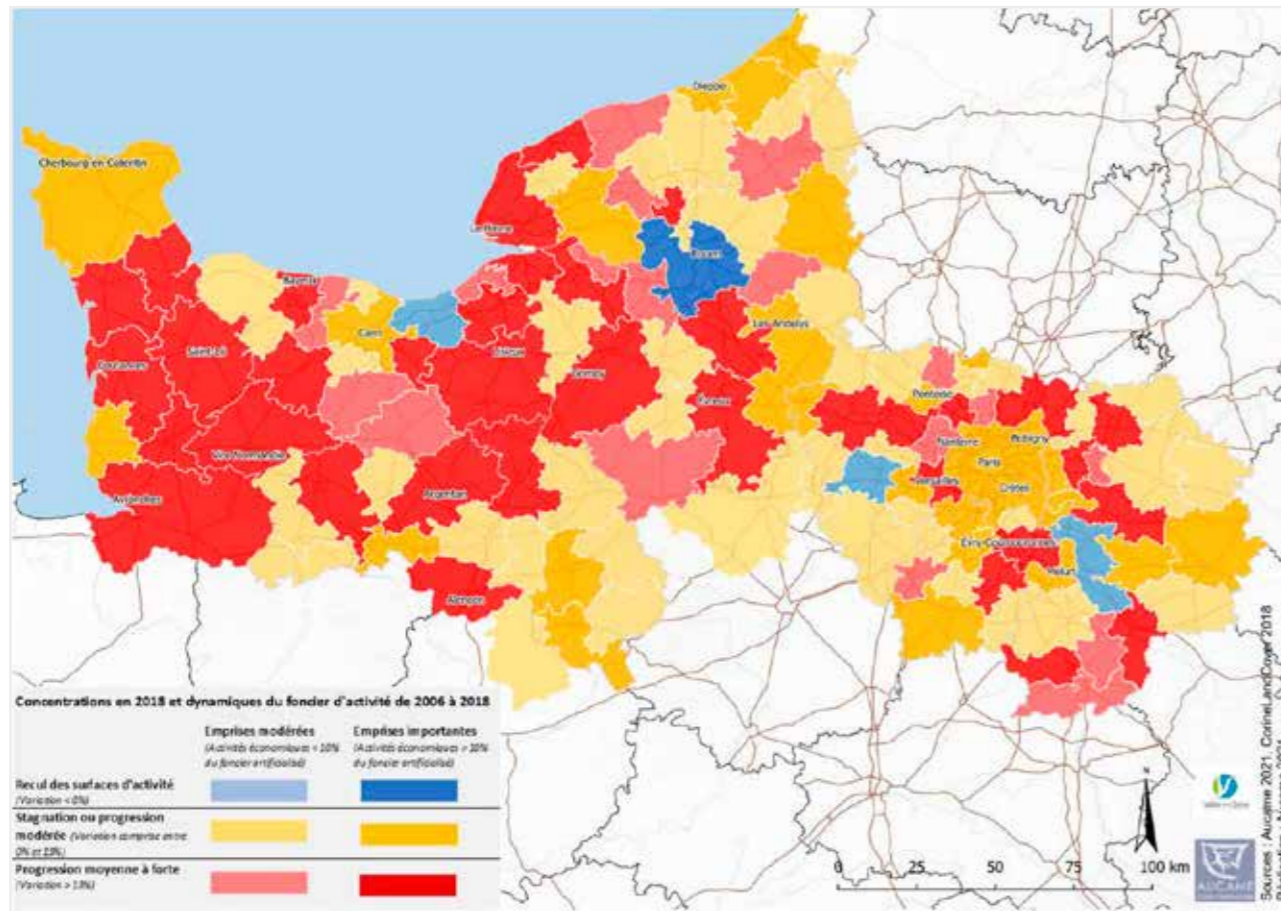 Dieppe
Cherbourg en Cotentin
Le Havre
Rouen
Bayeux
Caen
Les Andelys
Saint-Lô
Lisieux
Coutances
Bernay
Pontoise
Evreux
Nanterre
Bobigny
Vire Normandie
Paris
Versailles
Créteil
Argentan
Avranches
Evry-Courcouronnes
Melun
Alençon
Concentrations en 2018 et dynamiques du foncier d'activité de 2006 à 2018
Emprises modérées
(Activités économiques < 10%
du foncier artificialisé)
Emprises importantes
(Activités économiques > 10%
du foncier artificialisé)
Recul des surfaces d'activité
(Variation < 0%)
Stagnation ou progression
modérée (Variation comprise entre
0% et 13%)
Progression moyenne à forte
(Variation > 13%)
N
0 25 50 75 100 km
AUCAME
Sources : Aucame 2021, CorineLandCover 2018